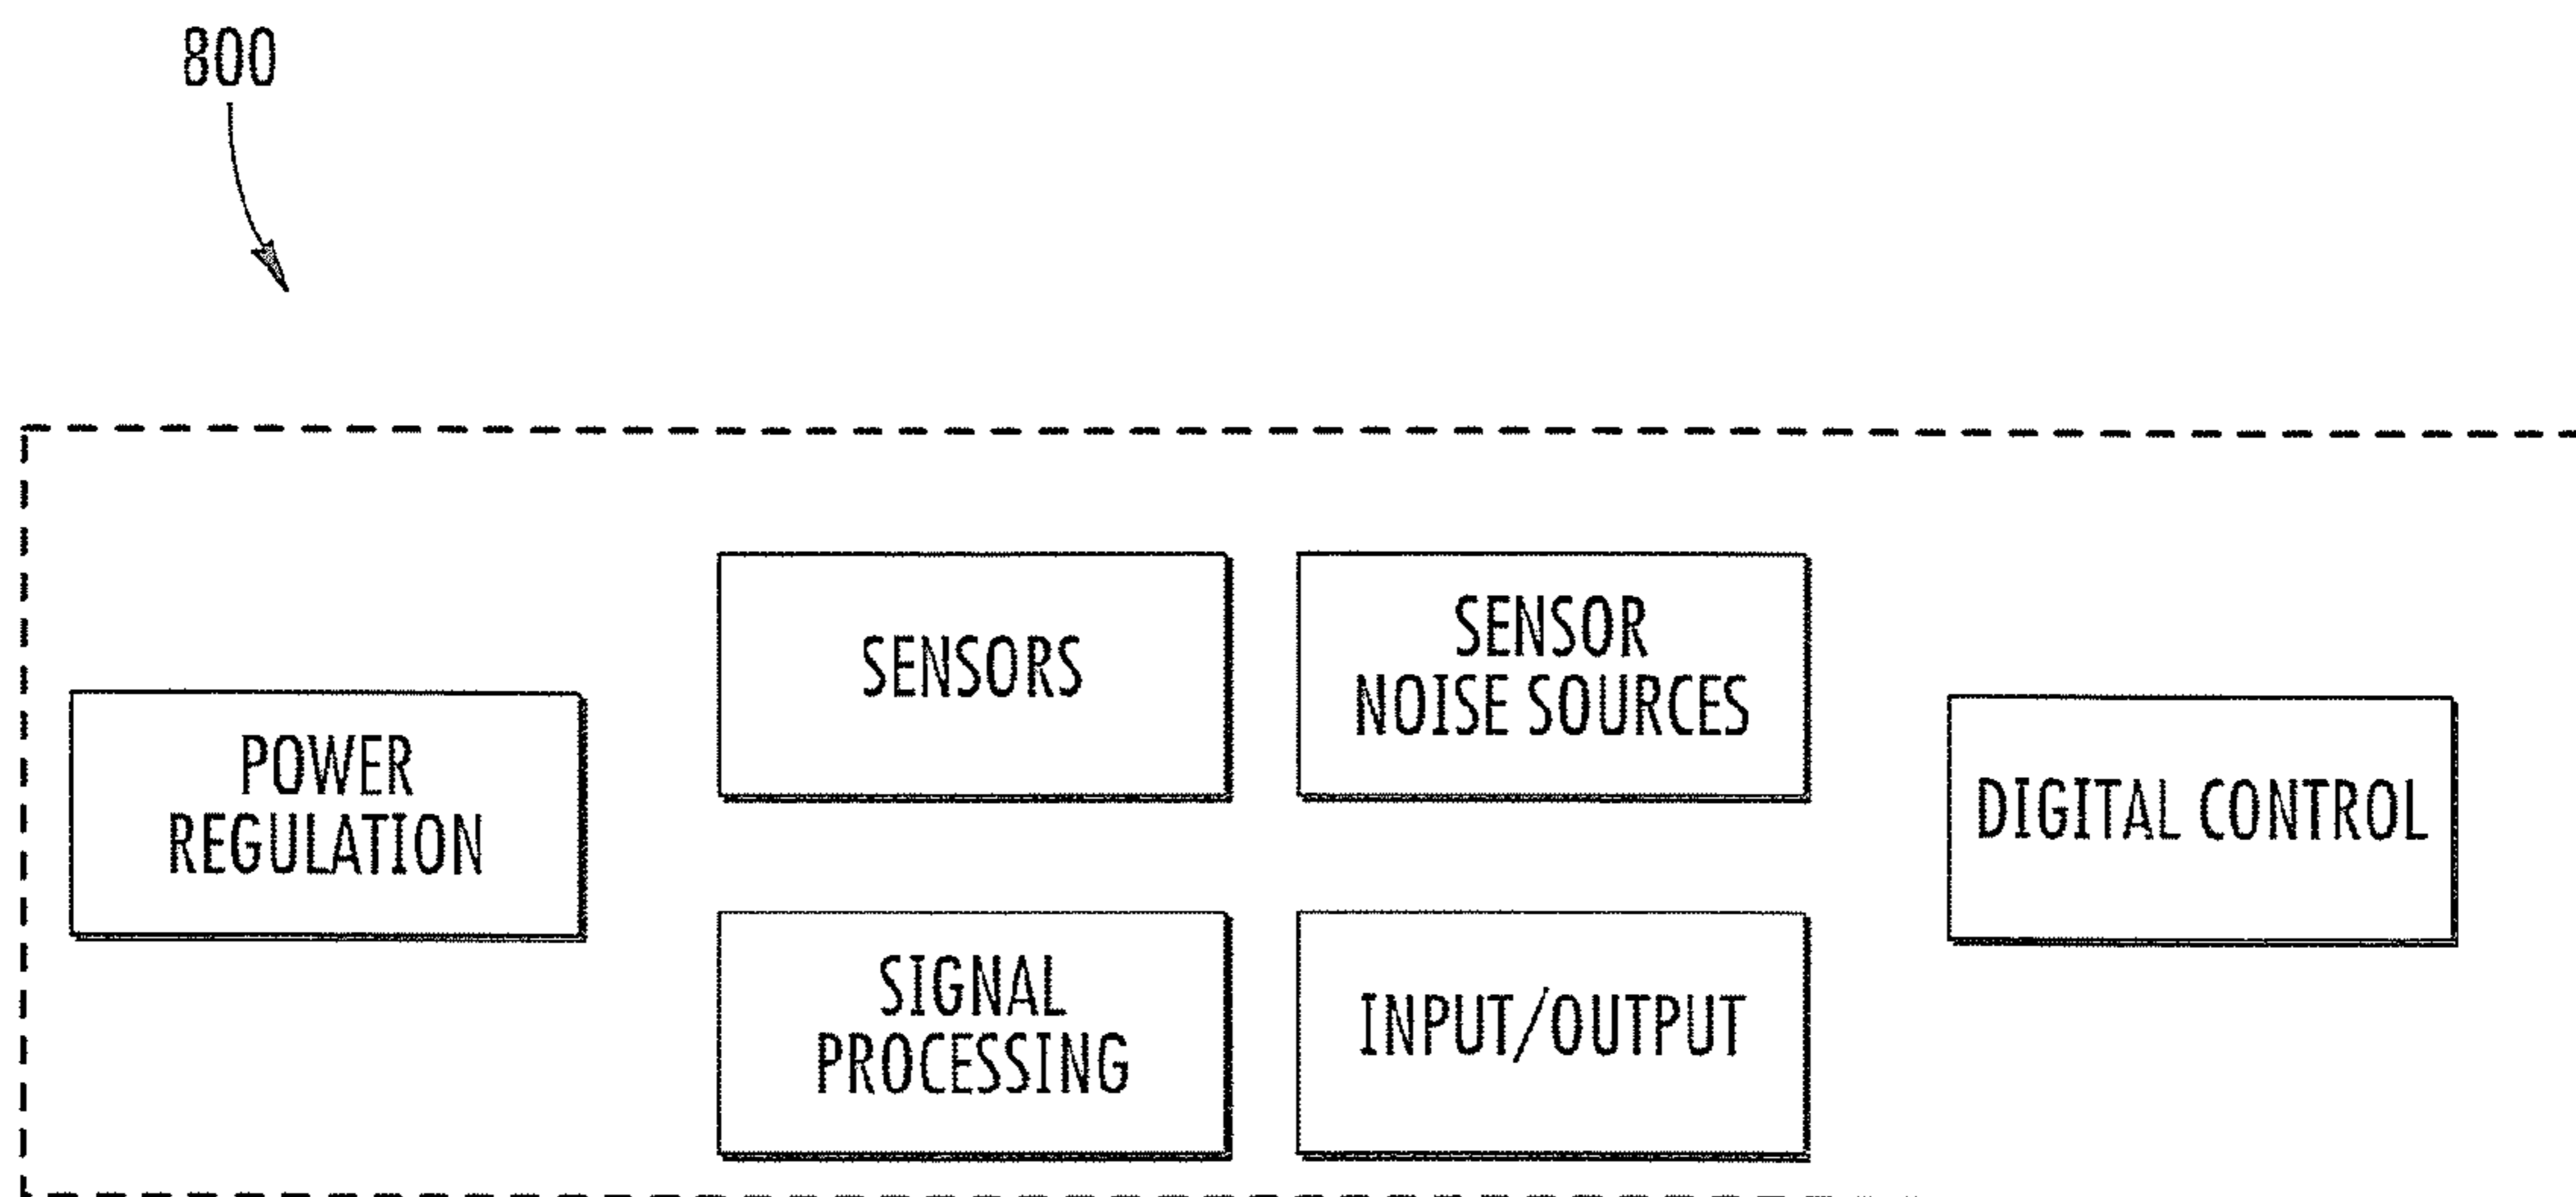 800
POWER
REGULATION
SENSORS
SENSOR
NOISE SOURCES
SIGNAL
PROCESSING
INPUT/OUTPUT
DIGITAL CONTROL